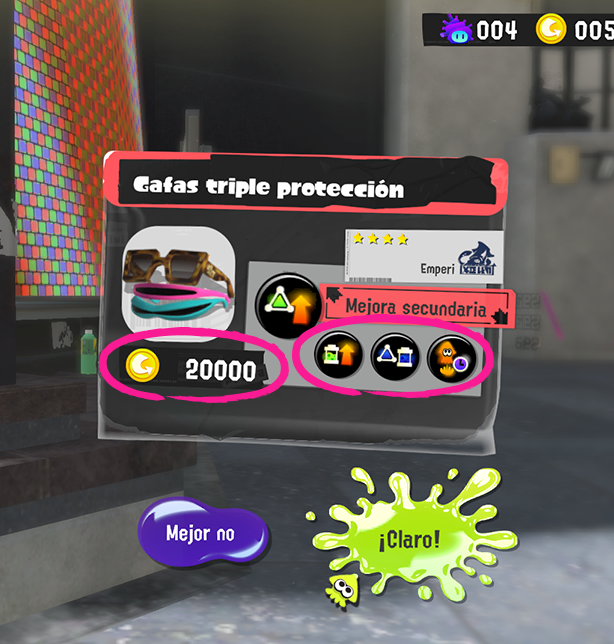 004 005
Gafas triple protección
Emperi
Mejora secundaria
20000
Mejor no
¡Claro!